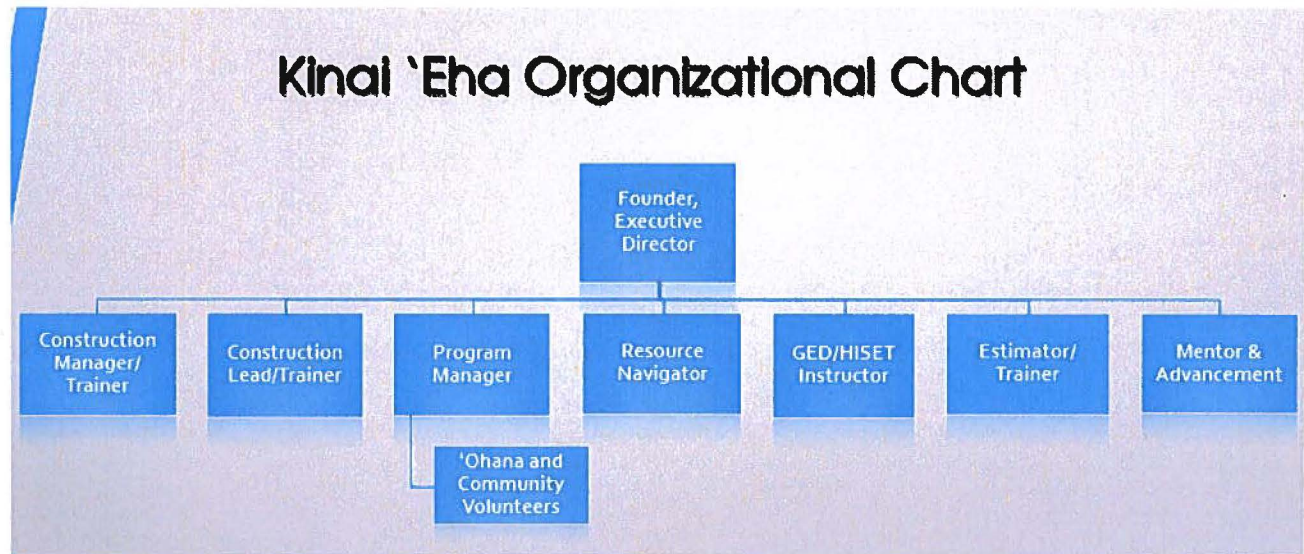 Kinai `Eha Organizational Chart
Founder,
Executive
Director
Construction
Manager/
Trainer
Construction
Lead/Trainer
Program
Manager
Resource
Navigator
GED/HISET
Instructor
Estimator/
Trainer
Mentor &
Advancement
‘Ohana and
Community
Volunteers